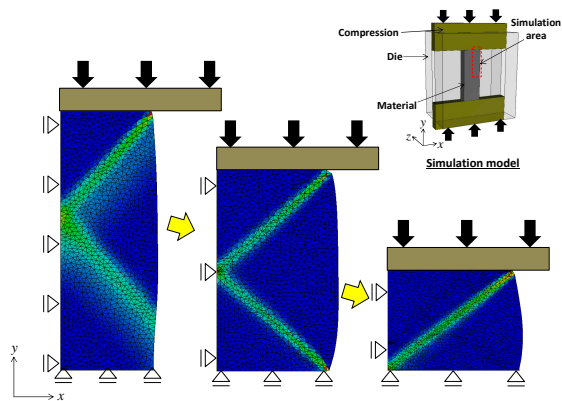 Compression
Simulation
area
Die
Material
y
z
x
Simulation model
y
x